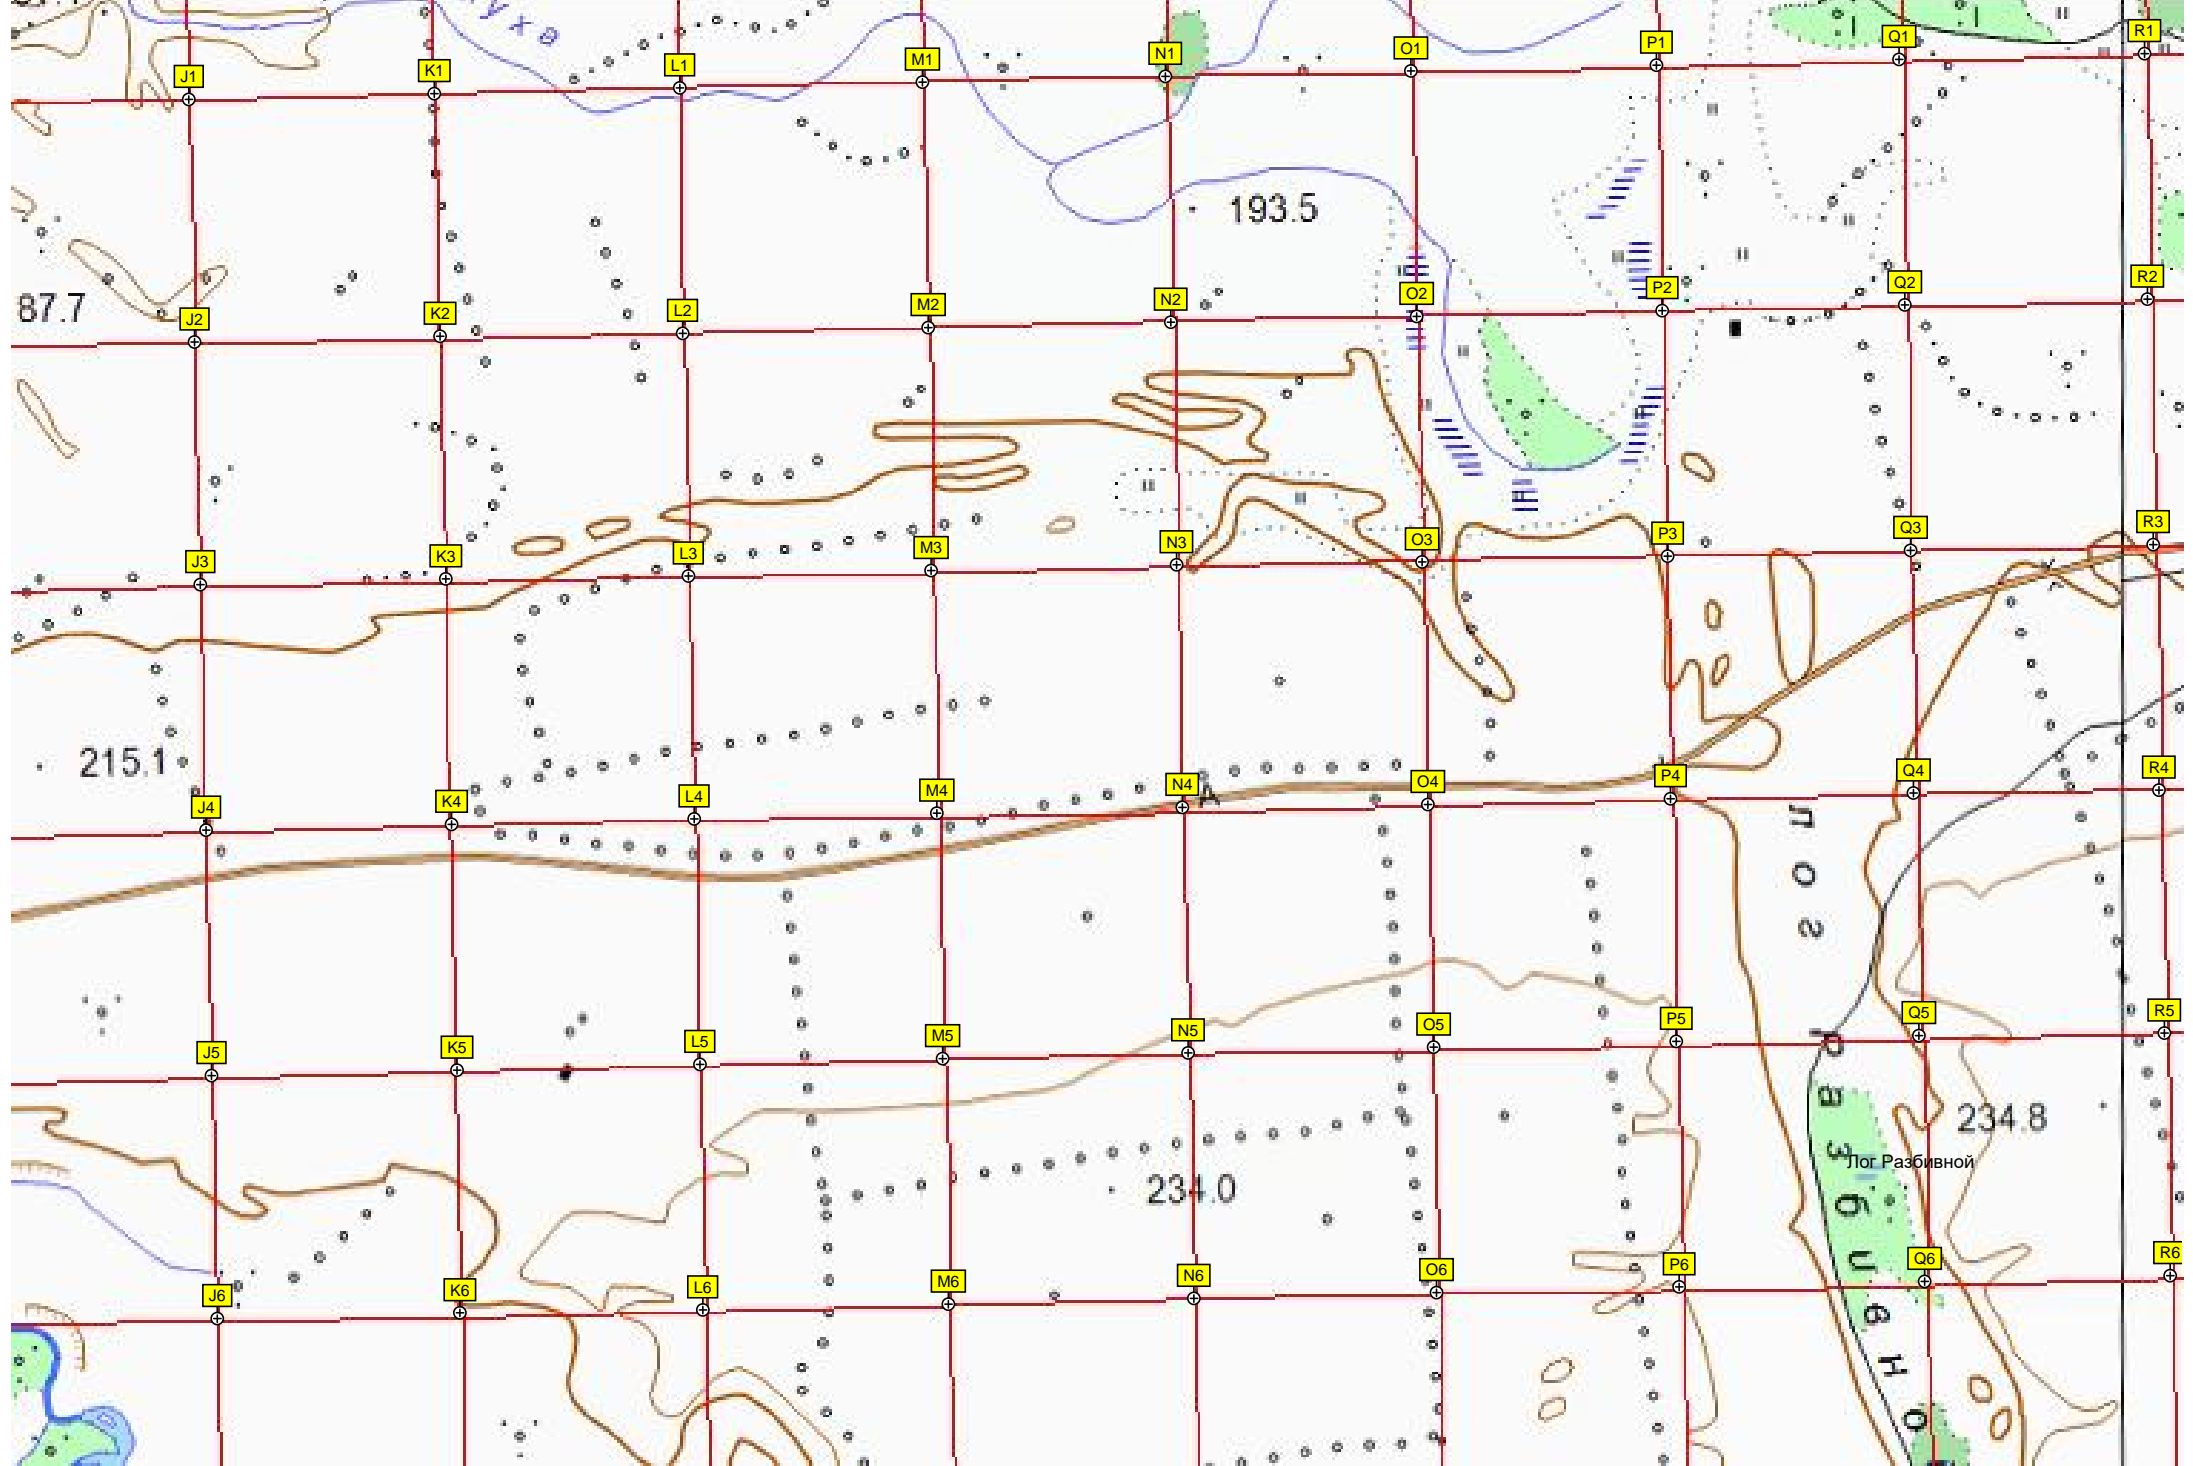 уха
J1 K1 L1 M1 N1 O1 P1 Q1 R1
193.5
87.7
J2 K2 L2 M2 N2 O2 P2 Q2 R2
J3 K3 L3 M3 N3 O3 P3 Q3 R3
215.1
J4 K4 L4 M4 N4 O4 P4 Q4 R4
А
лог
J5 K5 L5 M5 N5 O5 P5 Q5 R5
Разбивно
234.8
Лог Разбивной
234.0
J6 K6 L6 M6 N6 O6 P6 Q6 R6